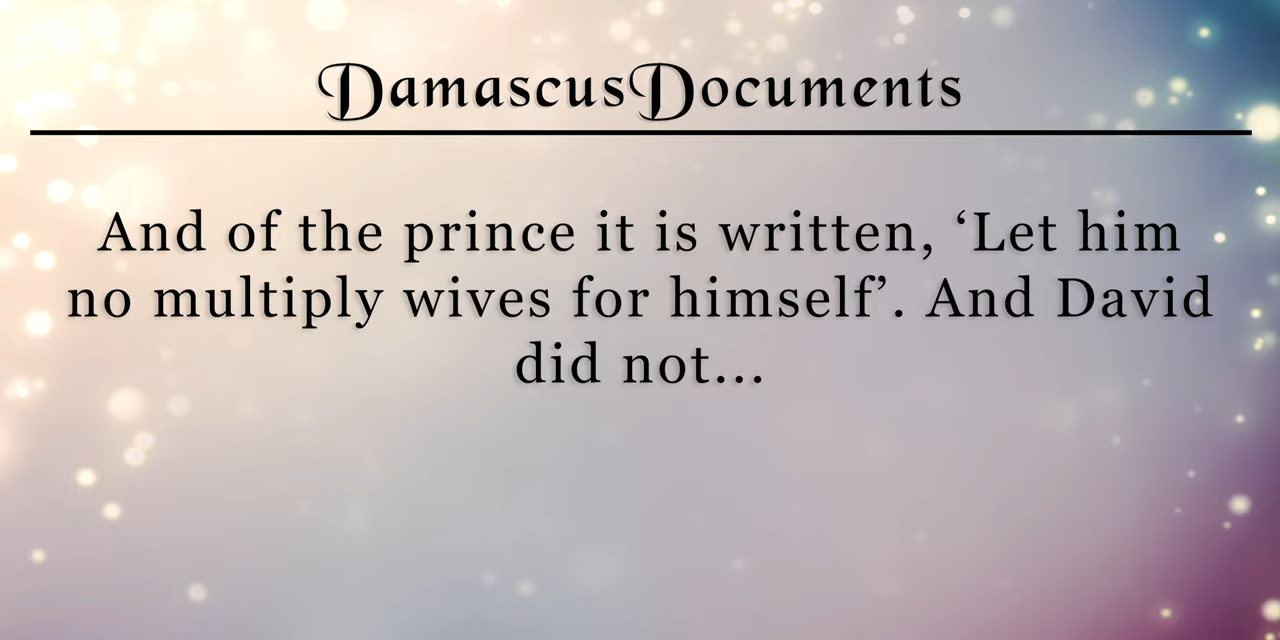 DamascusDocuments
And of the prince it is written, ‘Let him
no multiply wives for himself’. And David
did not...